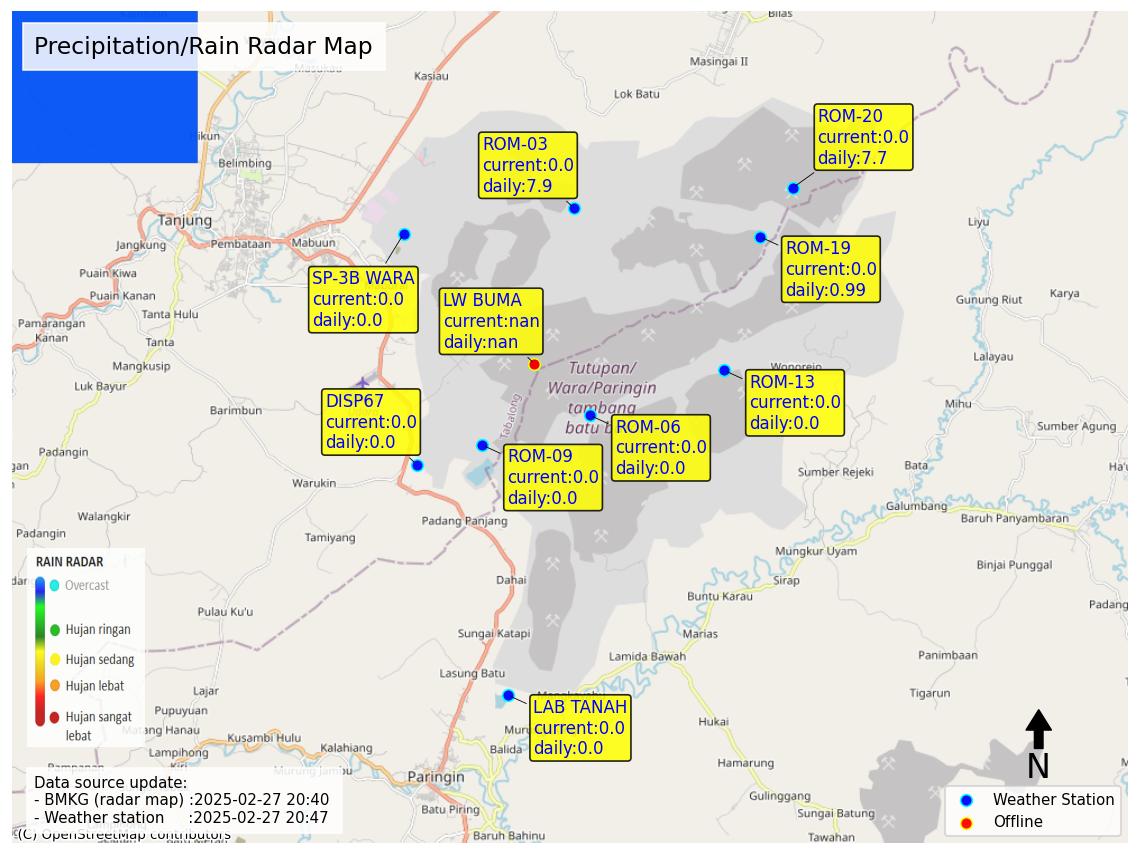 Precipitation/Rain Radar Map
Bilas
Masingai II
Kasiau
Lok Batu
Hikun
Belimbing
Tanjung
Jangkung
Pembataan
Mabuun
Puain Kiwa
Puain Kanan
Tanta Hulu
Pamarangan
Kanan
Tanta
Mangkusip
Luk Bayur
Barimbun
Padangin
Warukin
Walangkir
Padangin
Tamiyang
Padang Panjang
Dahai
Pulau Ku'u
Sungai Katapi
Lasung Batu
Lajar
Pupuyuan
Matang Hanau
Lampihong
Kusambi Hulu
Kalahiang
Murung Jambu
Paringin
Balida
Batu Piring
Baruh Bahinu
ROM-03
current:0.0
daily:7.9
ROM-20
current:0.0
daily:7.7
ROM-19
current:0.0
daily:0.99
SP-3B WARA
current:0.0
daily:0.0
LW BUMA
current:nan
daily:nan
Tutupan/
Wara/Paringin
tambang
batu b
Tabalong
Wonorejo
ROM-13
current:0.0
daily:0.0
DISP67
current:0.0
daily:0.0
ROM-06
current:0.0
daily:0.0
ROM-09
current:0.0
daily:0.0
LAB TANAH
current:0.0
daily:0.0
Liyu
Gunung Riut
Karya
Lalayau
Mihu
Sumber Agung
Bata
Sumber Rejeki
Galumbang
Baruh Panyambaran
Mungkur Uyam
Binjai Punggal
Sirap
Buntu Karau
Padang
Marias
Lamida Bawah
Panimbaan
Tigarun
Hukai
Hamarung
Gulinggang
Sungai Batung
Tawahan
RAIN RADAR
Overcast
Hujan ringan
Hujan sedang
Hujan lebat
Hujan sangat
lebat
Data source update:
- BMKG (radar map) :2025-02-27 20:40
- Weather station :2025-02-27 20:47
(C) OpenStreetMap contributors
N
Weather Station
Offline